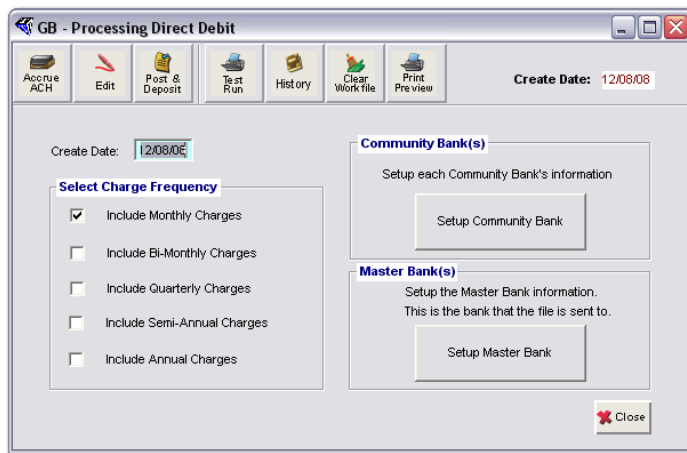 GB - Processing Direct Debit
Accrue
ACH
Edit
Post &
Deposit
Test
Run
History
Clear
Work file
Print
Preview
Create Date: 12/08/08
Create Date: 12/08/08
Select Charge Frequency
Include Monthly Charges
Include Bi-Monthly Charges
Include Quarterly Charges
Include Semi-Annual Charges
Include Annual Charges
Community Bank(s)
Setup each Community Bank's information
Setup Community Bank
Master Bank(s)
Setup the Master Bank information.
This is the bank that the file is sent to.
Setup Master Bank
Close